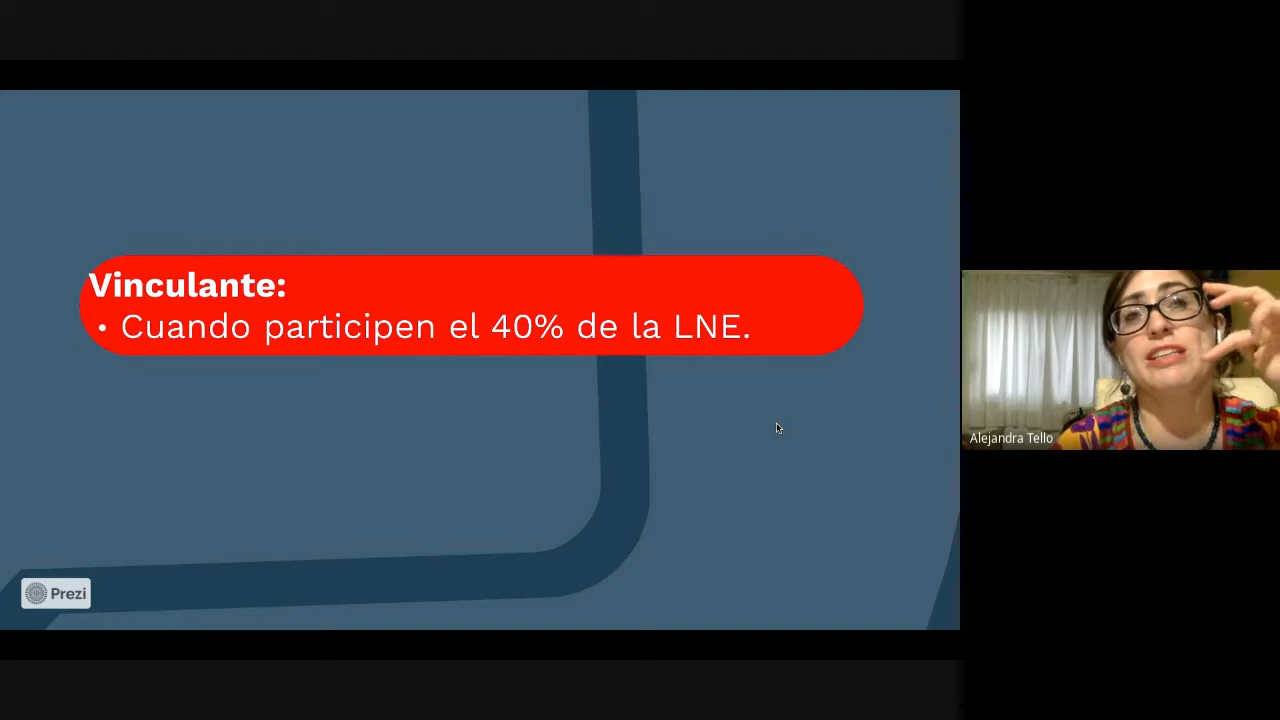 Vinculante:
• Cuando participen el 40% de la LNE.
Prezi
Alejandra Tello